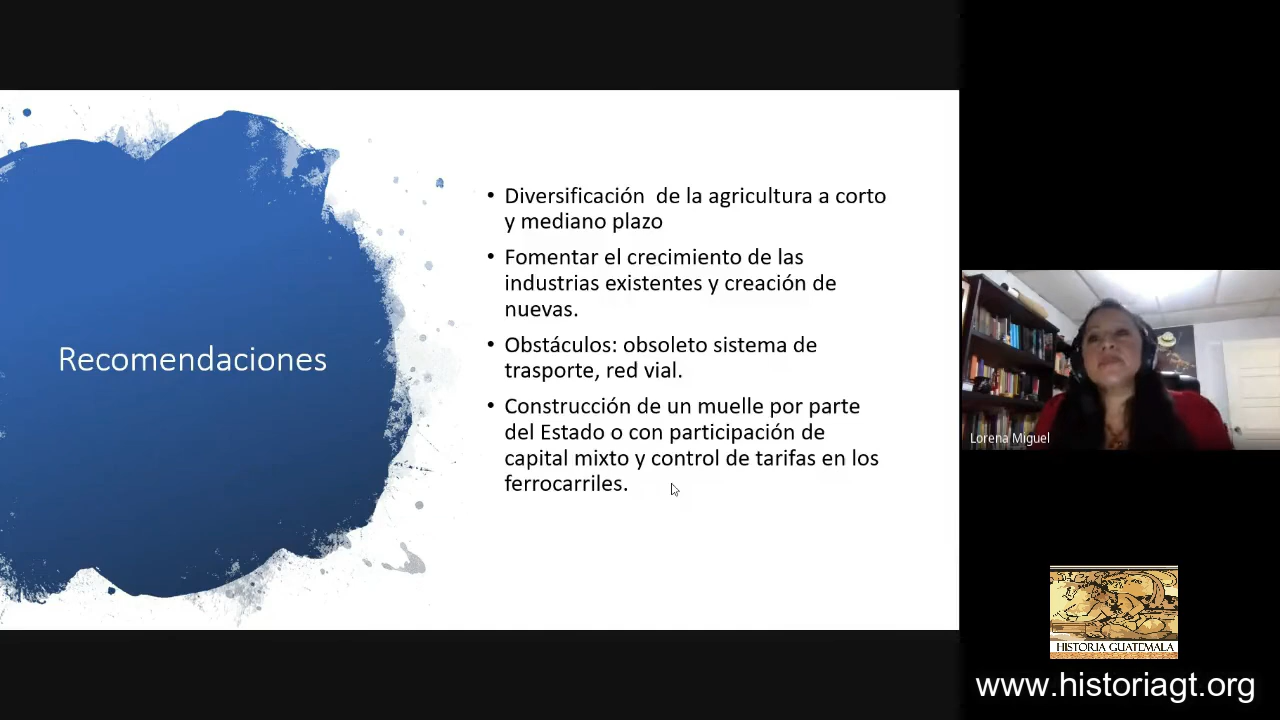 Recomendaciones
• Diversificación  de la agricultura a corto
y mediano plazo
• Fomentar el crecimiento de las
industrias existentes y creación de
nuevas.
• Obstáculos: obsoleto sistema de
trasporte, red vial.
• Construcción de un muelle por parte
del Estado o con participación de
capital mixto y control de tarifas en los
ferrocarriles.
Lorena Miguel
HISTORIA GUATEMALA
www.historiagt.org